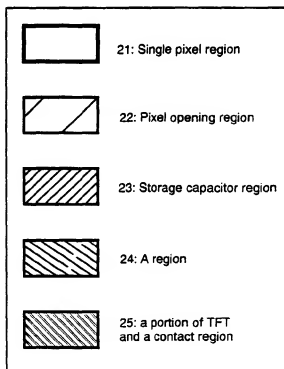 21: Single pixel region
22: Pixel opening region
23: Storage capacitor region
24: A region
25: a portion of TFT
and a contact region